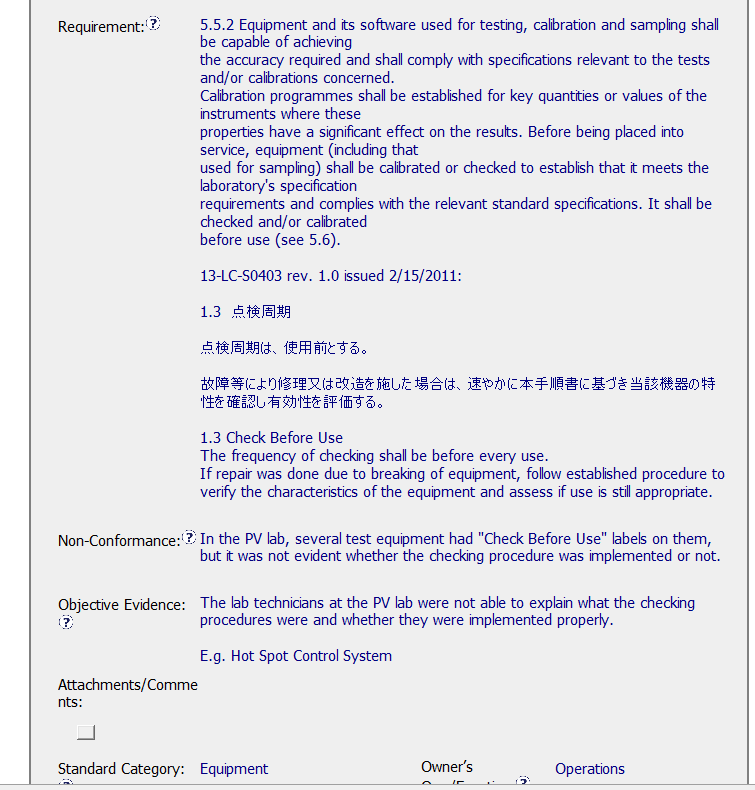 Requirement: 5.5.2 Equipment and its software used for testing, calibration and sampling shall
be capable of achieving
the accuracy required and shall comply with specifications relevant to the tests
and/or calibrations concerned.
Calibration programmes shall be established for key quantities or values of the
instruments where these
properties have a significant effect on the results. Before being placed into
service, equipment (including that
used for sampling) shall be calibrated or checked to establish that it meets the
laboratory's specification
requirements and complies with the relevant standard specifications. It shall be
checked and/or calibrated
before use (see 5.6).
13-LC-S0403 rev. 1.0 issued 2/15/2011:
1.3 点検周期
点検周期は、使用前とする。
故障等により修理又は改造を施した場合は、速やかに本手順書に基づき当該機器の特
性を確認し有効性を評価する。
1.3 Check Before Use
The frequency of checking shall be before every use.
If repair was done due to breaking of equipment, follow established procedure to
verify the characteristics of the equipment and assess if use is still appropriate.
Non-Conformance: In the PV lab, several test equipment had "Check Before Use" labels on them,
but it was not evident whether the checking procedure was implemented or not.
Objective Evidence: The lab technicians at the PV lab were not able to explain what the checking
procedures were and whether they were implemented properly.
E.g. Hot Spot Control System
Attachments/Comme
nts:
Standard Category: Equipment Owner's Operations